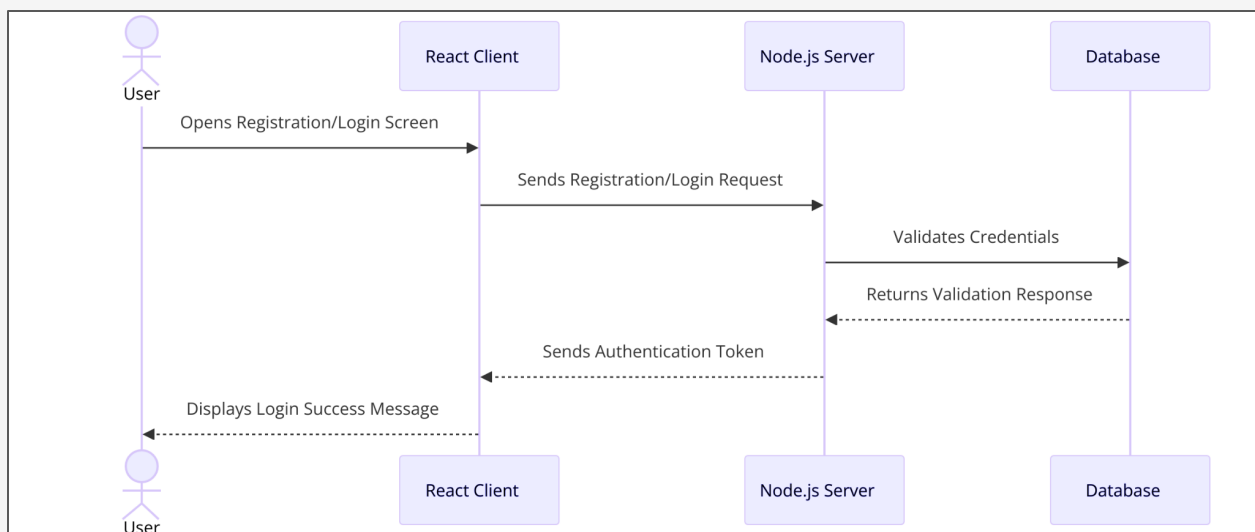 React Client
Node.js Server
Database
User
Opens Registration/Login Screen
Sends Registration/Login Request
Validates Credentials
Returns Validation Response
Sends Authentication Token
Displays Login Success Message
React Client
Node.js Server
Database
User